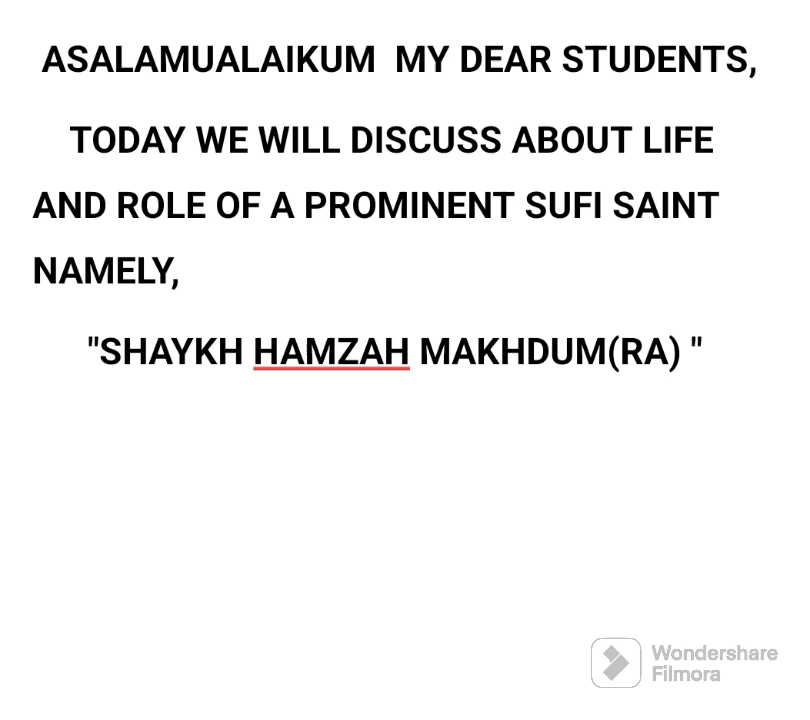 ASALAMUALAIKUM MY DEAR STUDENTS,
TODAY WE WILL DISCUSS ABOUT LIFE
AND ROLE OF A PROMINENT SUFI SAINT
NAMELY,
"SHAYKH HAMZAH MAKHDUM(RA) "
Wondershare
Filmora